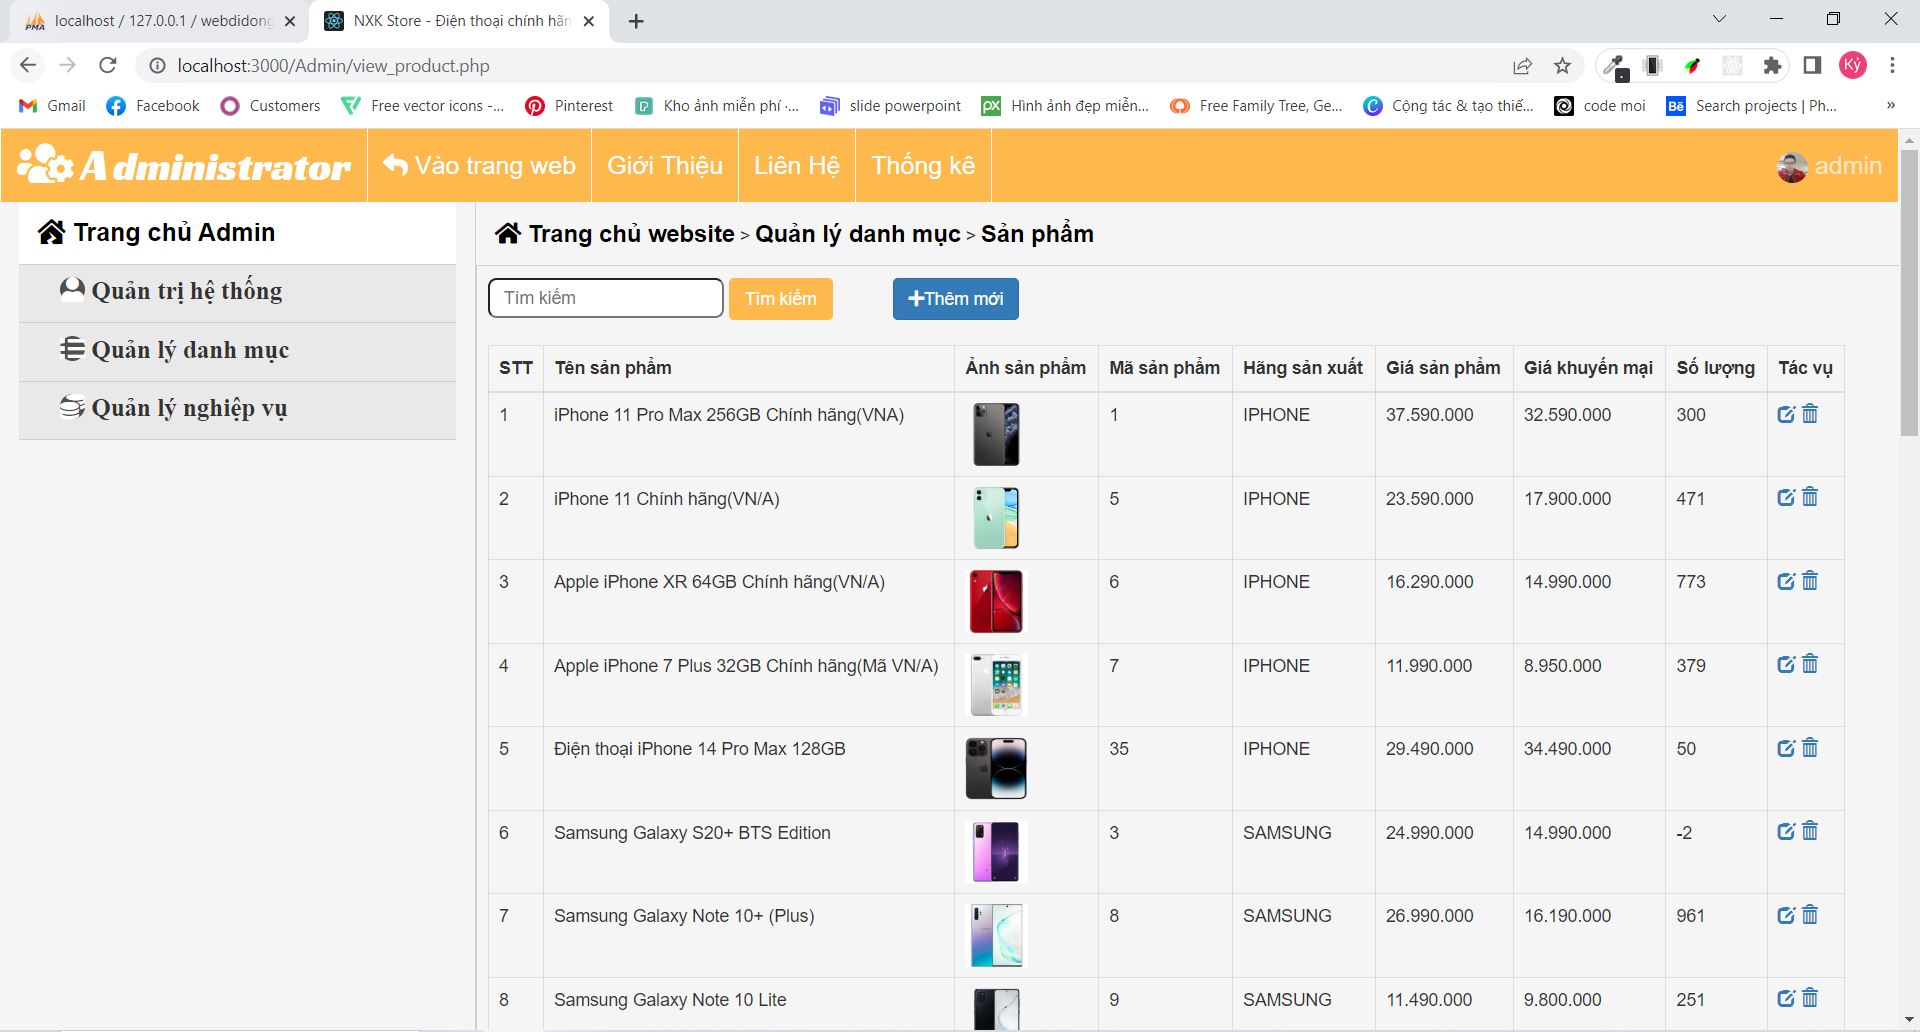 localhost / 127.0.0.1 / webdidong
NXK Store - Điện thoại chính hãn
localhost:3000/Admin/view_product.php
Kỷ
Gmail Facebook Customers Free vector icons -... Pinterest Kho ảnh miễn phí ·... slide powerpoint Hình ảnh đẹp miễn... Free Family Tree, Ge... Cộng tác & tạo thiế... code moi Search projects | Ph... »
Administrator Vào trang web Giới Thiệu Liên Hệ Thống kê admin
Trang chủ Admin
Quản trị hệ thống
Quản lý danh mục
Quản lý nghiệp vụ
Trang chủ website > Quản lý danh mục > Sản phẩm
Tìm kiếm Tìm kiếm +Thêm mới
STT Tên sản phẩm Ảnh sản phẩm Mã sản phẩm Hãng sản xuất Giá sản phẩm Giá khuyến mại Số lượng Tác vụ
1 iPhone 11 Pro Max 256GB Chính hãng(VNA) 1 IPHONE 37.590.000 32.590.000 300
2 iPhone 11 Chính hãng(VN/A) 5 IPHONE 23.590.000 17.900.000 471
3 Apple iPhone XR 64GB Chính hãng(VN/A) 6 IPHONE 16.290.000 14.990.000 773
4 Apple iPhone 7 Plus 32GB Chính hãng(Mã VN/A) 7 IPHONE 11.990.000 8.950.000 379
5 Điện thoại iPhone 14 Pro Max 128GB 35 IPHONE 29.490.000 34.490.000 50
6 Samsung Galaxy S20+ BTS Edition 3 SAMSUNG 24.990.000 14.990.000 -2
7 Samsung Galaxy Note 10+ (Plus) 8 SAMSUNG 26.990.000 16.190.000 961
8 Samsung Galaxy Note 10 Lite 9 SAMSUNG 11.490.000 9.800.000 251